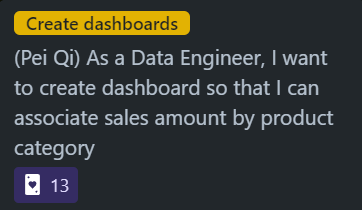 Create dashboards
(Pei Qi) As a Data Engineer, I want
to create dashboard so that I can
associate sales amount by product
category
13